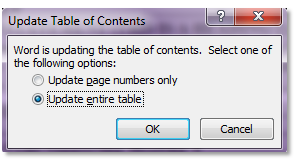 Update Table of Contents
Word is updating the table of contents. Select one of
the following options:
Update page numbers only
Update entire table
OK
Cancel